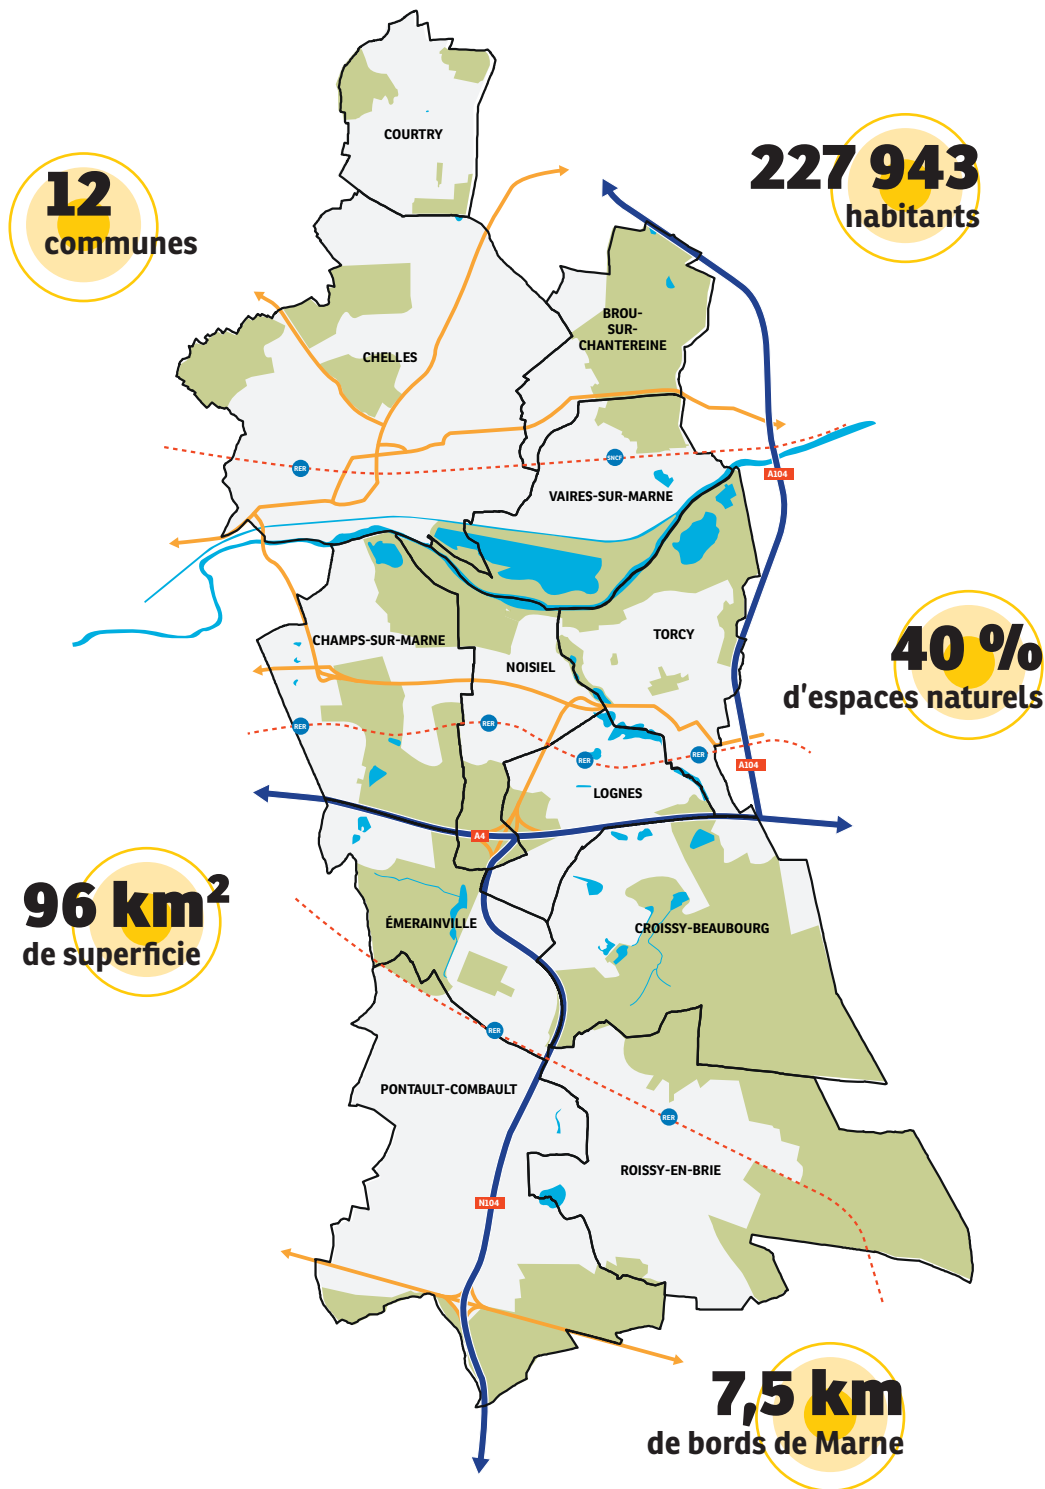 COURTRY
12
communes
227 943
habitants
BROU-
SUR-
CHANTEREINE
CHELLES
RER
SNCF
A104
VAIRES-SUR-MARNE
CHAMPS-SUR-MARNE
TORCY
NOISIEL
40 %
d'espaces naturels
RER
RER
RER
RER
A104
LOGNES
A4
96 km²
de superficie
ÉMERAINVILLE
CROISSY-BEAUBOURG
RER
PONTAULT-COMBAULT
RER
ROISSY-EN-BRIE
N104
7,5 km
de bords de Marne